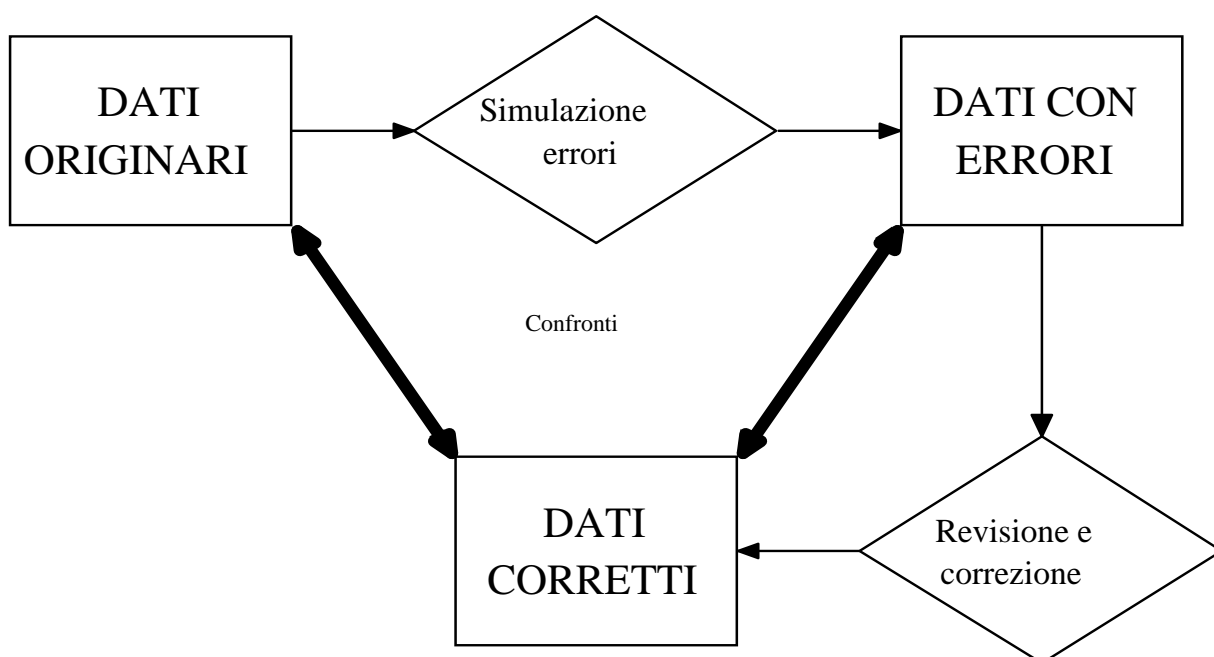 DATI
ORIGINARI
Simulazione
errori
DATI CON
ERRORI
Confronti
DATI
CORRETTI
Revisione e
correzione